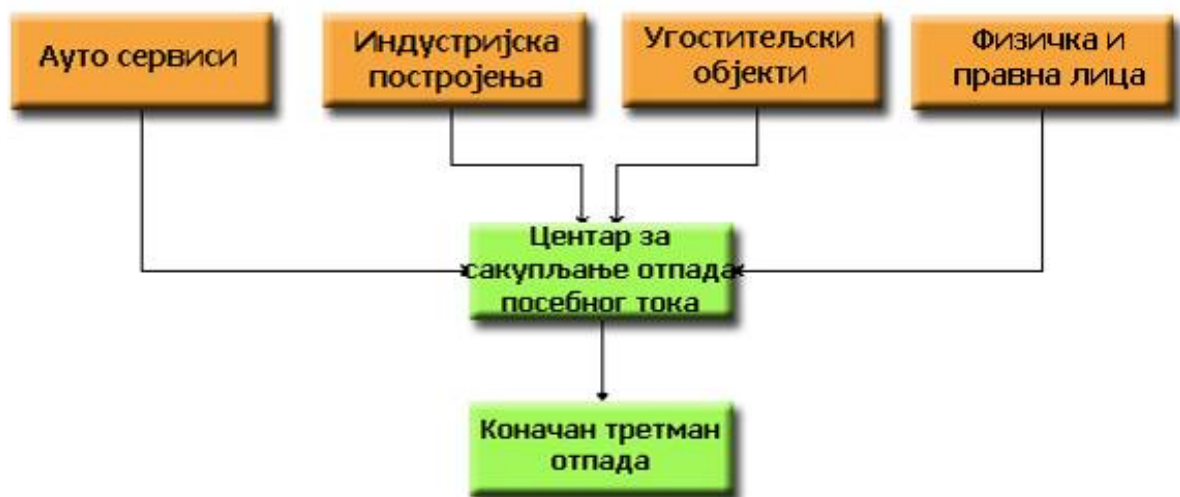 Ауто сервиси
Индустријска
постројења
Угоститељски
објекти
Физичка и
правна лица
Центар за
сакупљање отпада
посебног тока
Коначан третман
отпада